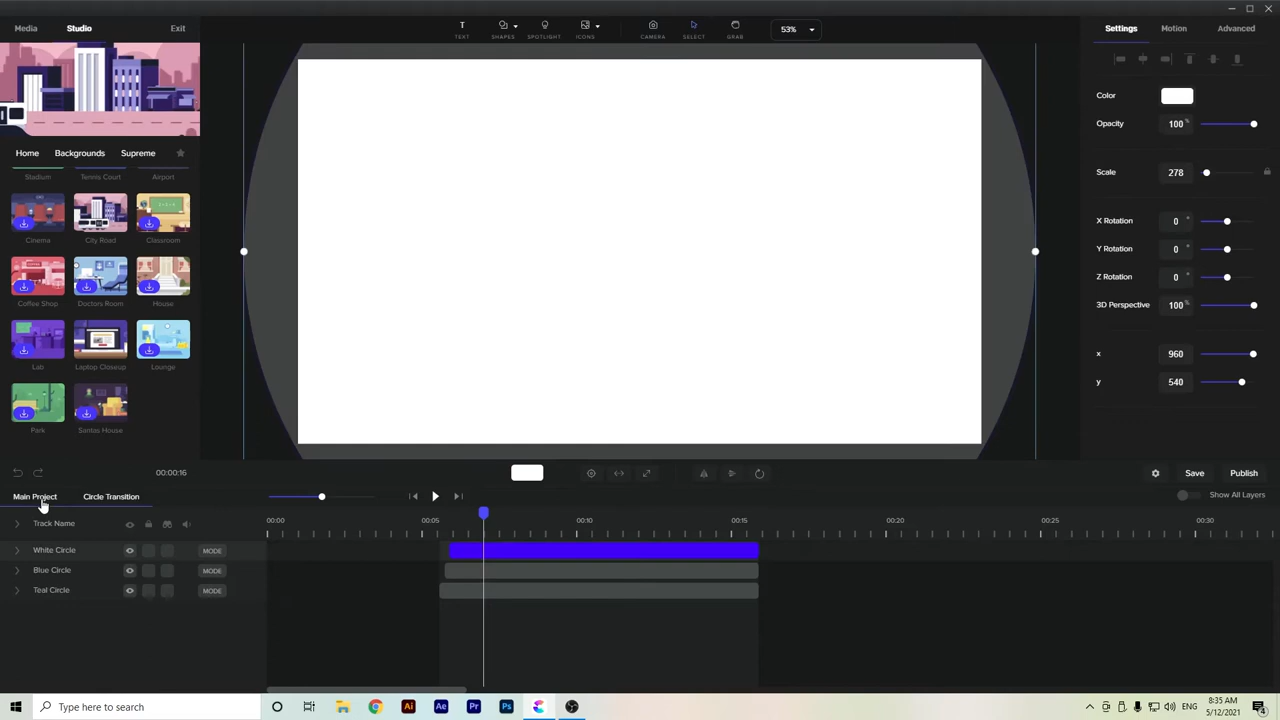 Media Studio Exit
TEXT SHAPES SPOTLIGHT ICONS CAMERA SELECT GRAB 53%
Settings Motion Advanced
Color
Opacity 100 %
Scale 278
X Rotation 0 °
Y Rotation 0 °
Z Rotation 0 °
3D Perspective 100 %
x 960
y 540
Home Backgrounds Supreme
Stadium Tennis Court Airport
Cinema City Road Classroom
Coffee Shop Doctors Room House
Lab Laptop Closeup Lounge
Park Santas House
00:00:16 Save Publish
Main Project Circle Transition Show All Layers
Track Name 00:00 00:05 00:10 00:15 00:20 00:25 00:30
White Circle MODE
Blue Circle MODE
Teal Circle MODE
Type here to search
Ai Ae Pr Ps
ENG 8:35 AM
5/12/2021